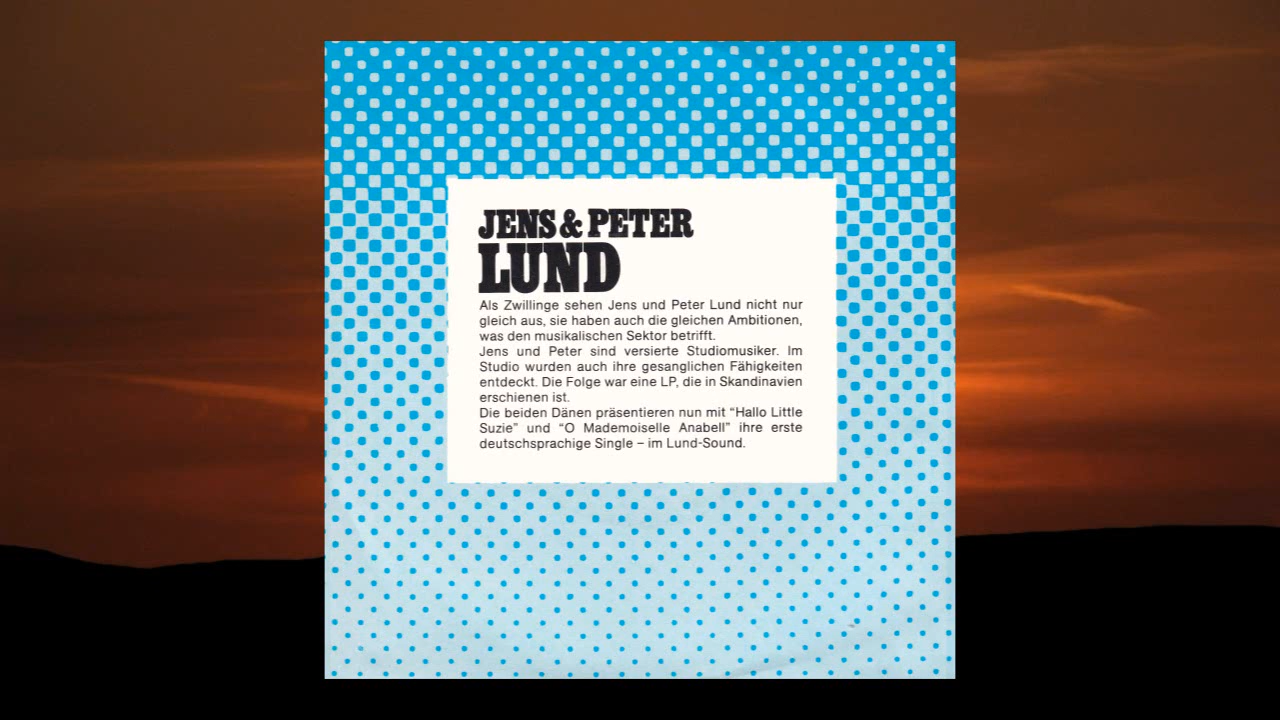 JENS & PETER
LUND
Als Zwillinge sehen Jens und Peter Lund nicht nur
gleich aus, sie haben auch die gleichen Ambitionen,
was den musikalischen Sektor betrifft.
Jens und Peter sind versierte Studiomusiker. Im
Studio wurden auch ihre gesanglichen Fähigkeiten
entdeckt. Die Folge war eine LP, die in Skandinavien
erschienen ist.
Die beiden Dänen präsentieren nun mit “Hallo Little
Suzie” und “O Mademoiselle Anabell” ihre erste
deutschsprachige Single – im Lund-Sound.